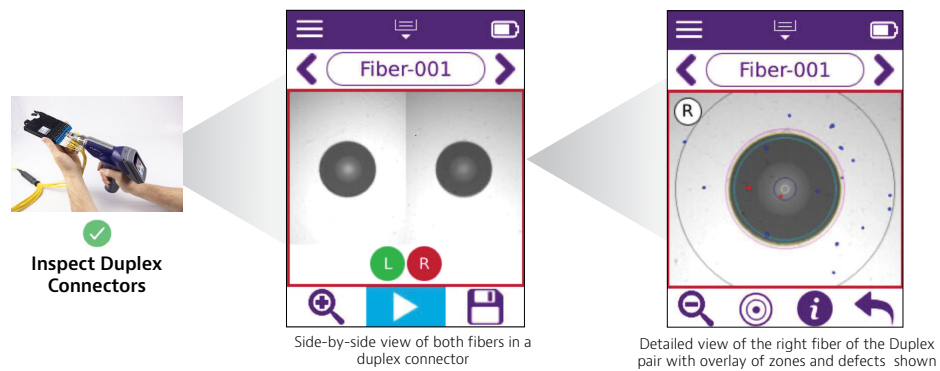 Inspect Duplex
Connectors
Fiber-001
L R
Side-by-side view of both fibers in a
duplex connector
Fiber-001
R
i
Detailed view of the right fiber of the Duplex
pair with overlay of zones and defects shown